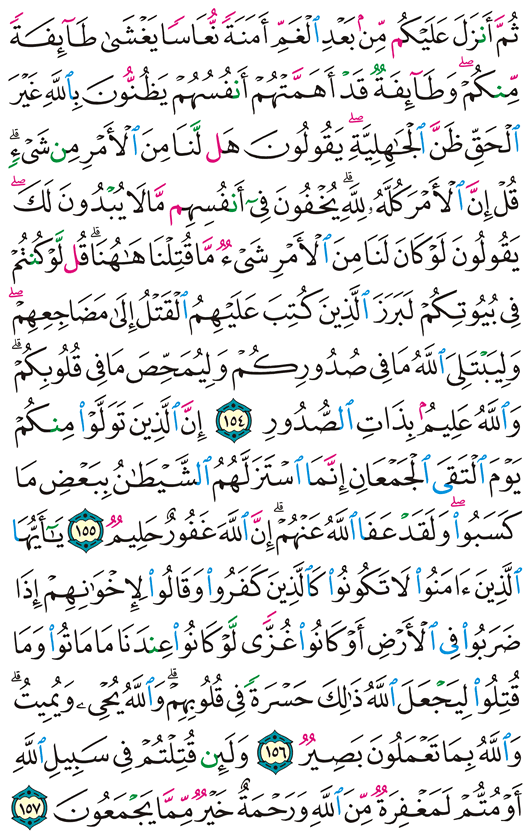 ثُمَّ أَنزَلَ عَلَيْكُم مِّنۢ بَعْدِ ٱلْغَمِّ أَمَنَةً نُّعَاسًا يَغْشَىٰ طَآئِفَةً
مِّنكُمْ ۖ وَطَآئِفَةٌ قَدْ أَهَمَّتْهُمْ أَنفُسُهُمْ يَظُنُّونَ بِٱللَّهِ غَيْرَ
ٱلْحَقِّ ظَنَّ ٱلْجَٰهِلِيَّةِ ۖ يَقُولُونَ هَل لَّنَا مِنَ ٱلْأَمْرِ مِن شَىْءٍ ۗ
قُلْ إِنَّ ٱلْأَمْرَ كُلَّهُۥ لِلَّهِ ۗ يُخْفُونَ فِىٓ أَنفُسِهِم مَّا لَا يُبْدُونَ لَكَ ۖ
يَقُولُونَ لَوْ كَانَ لَنَا مِنَ ٱلْأَمْرِ شَىْءٌ مَّا قُتِلْنَا هَٰهُنَا ۗ قُل لَّوْ كُنتُمْ
فِى بُيُوتِكُمْ لَبَرَزَ ٱلَّذِينَ كُتِبَ عَلَيْهِمُ ٱلْقَتْلُ إِلَىٰ مَضَاجِعِهِمْ ۖ
وَلِيَبْتَلِىَ ٱللَّهُ مَا فِى صُدُورِكُمْ وَلِيُمَحِّصَ مَا فِى قُلُوبِكُمْ ۗ
وَٱللَّهُ عَلِيمٌۢ بِذَاتِ ٱلصُّدُورِ ١٥٤ إِنَّ ٱلَّذِينَ تَوَلَّوْا۟ مِنكُمْ
يَوْمَ ٱلْتَقَى ٱلْجَمْعَانِ إِنَّمَا ٱسْتَزَلَّهُمُ ٱلشَّيْطَٰنُ بِبَعْضِ مَا
كَسَبُوا۟ ۖ وَلَقَدْ عَفَا ٱللَّهُ عَنْهُمْ ۗ إِنَّ ٱللَّهَ غَفُورٌ حَلِيمٌ ١٥٥ يَٰٓأَيُّهَا
ٱلَّذِينَ ءَامَنُوا۟ لَا تَكُونُوا۟ كَٱلَّذِينَ كَفَرُوا۟ وَقَالُوا۟ لِإِخْوَٰنِهِمْ إِذَا
ضَرَبُوا۟ فِى ٱلْأَرْضِ أَوْ كَانُوا۟ غُزًّى لَّوْ كَانُوا۟ عِندَنَا مَا مَاتُوا۟ وَمَا
قُتِلُوا۟ لِيَجْعَلَ ٱللَّهُ ذَٰلِكَ حَسْرَةً فِى قُلُوبِهِمْ ۗ وَٱللَّهُ يُحْىِۦ وَيُمِيتُ ۗ
وَٱللَّهُ بِمَا تَعْمَلُونَ بَصِيرٌ ١٥٦ وَلَئِن قُتِلْتُمْ فِى سَبِيلِ ٱللَّهِ
أَوْ مُتُّمْ لَمَغْفِرَةٌ مِّنَ ٱللَّهِ وَرَحْمَةٌ خَيْرٌ مِّمَّا يَجْمَعُونَ ١٥٧